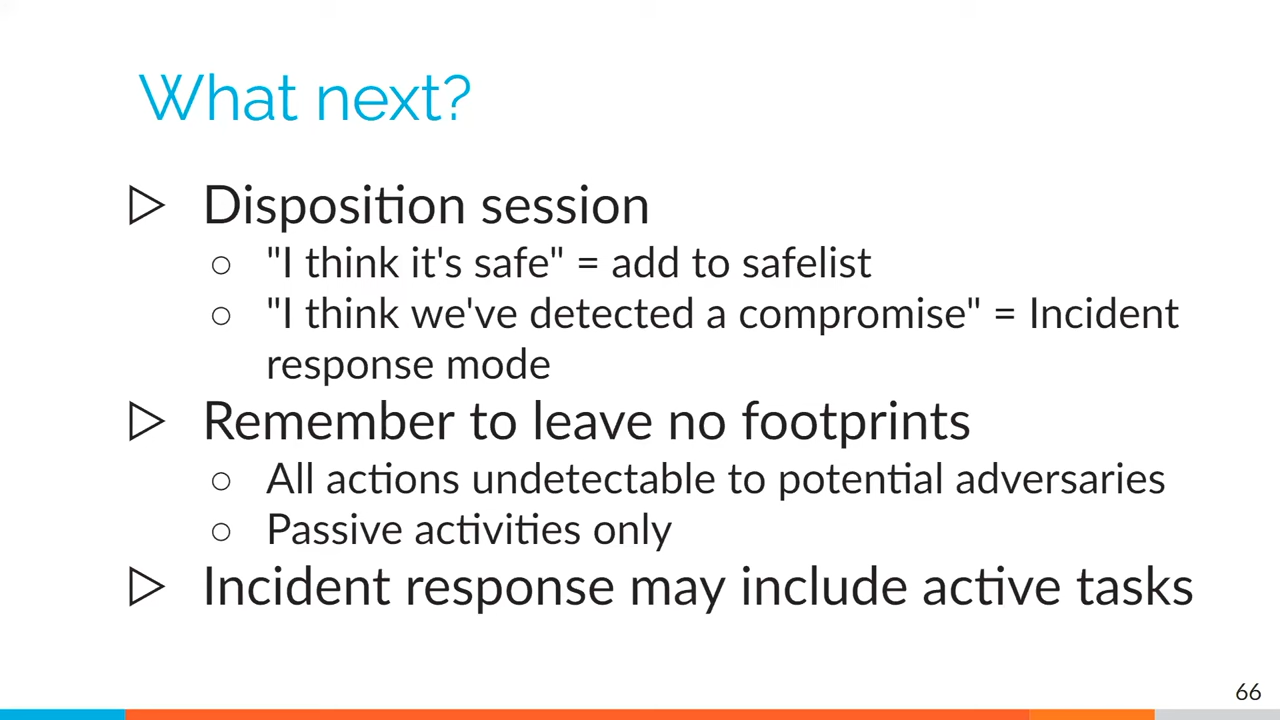 What next?
▷ Disposition session
○ "I think it's safe" = add to safelist
○ "I think we've detected a compromise" = Incident
response mode
▷ Remember to leave no footprints
○ All actions undetectable to potential adversaries
○ Passive activities only
▷ Incident response may include active tasks
66